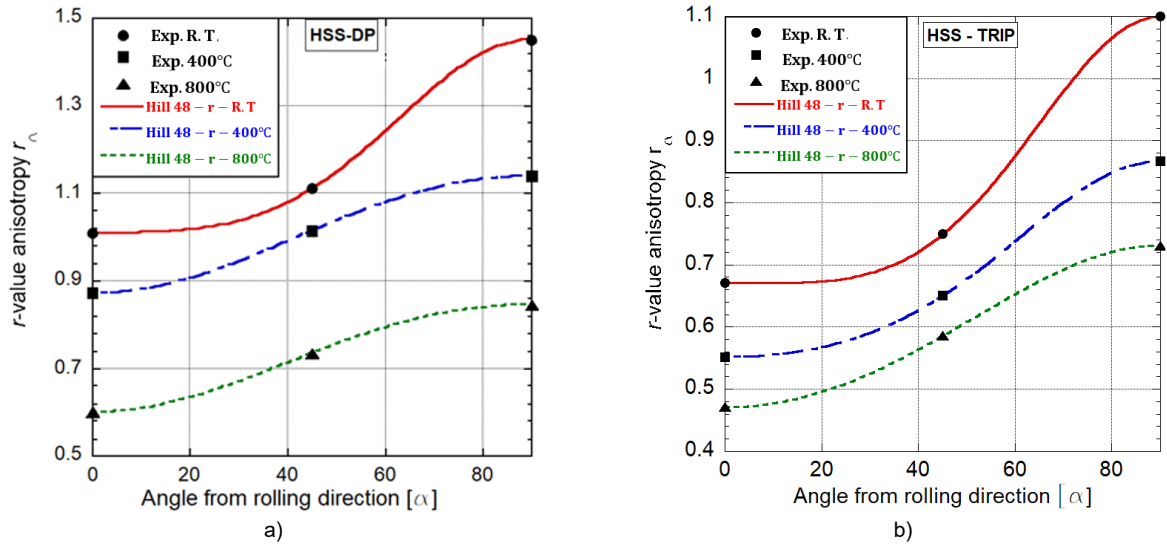 HSS-DP
Exp. R. T.
Exp. 400°C
Exp. 800°C
Hill 48 − r − R. T
Hill 48 − r − 400°C
Hill 48 − r − 800°C
1.5
1.3
1.1
0.9
0.7
0.5
r-value anisotropy r
0 20 40 60 80
Angle from rolling direction [α]
a)
HSS - TRIP
Exp. R. T.
Exp. 400°C
Exp. 800°C
Hill 48 − r − R. T
Hill 48 − r − 400°C
Hill 48 − r − 800°C
1.1
1
0.9
0.8
0.7
0.6
0.5
0.4
r-value anisotropy r
0 20 40 60 80
Angle from rolling direction [α
b)